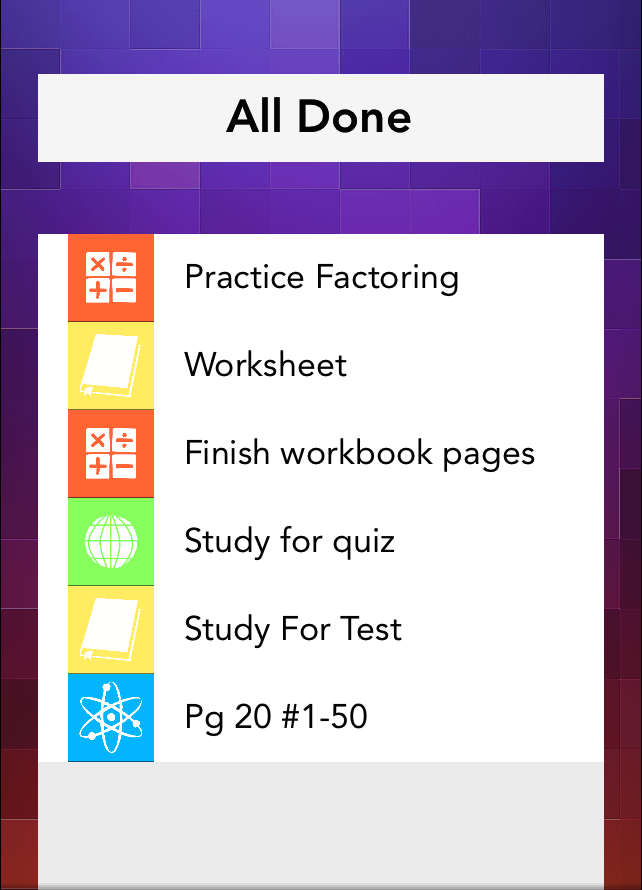 All Done
Practice Factoring
Worksheet
Finish workbook pages
Study for quiz
Study For Test
Pg 20 #1-50